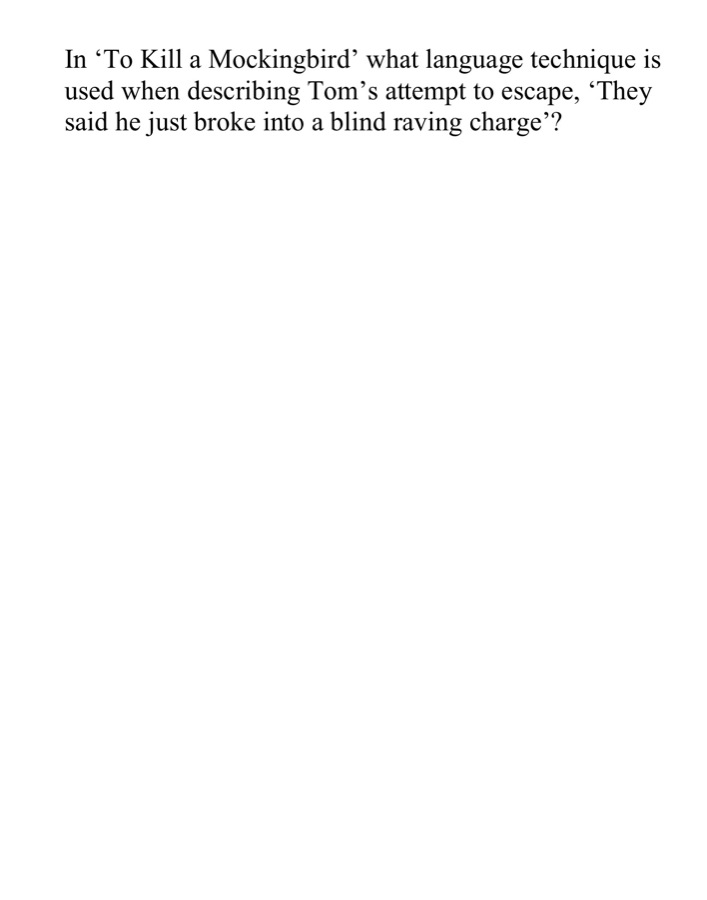 In ‘To Kill a Mockingbird’ what language technique is
used when describing Tom’s attempt to escape, ‘They
said he just broke into a blind raving charge’?